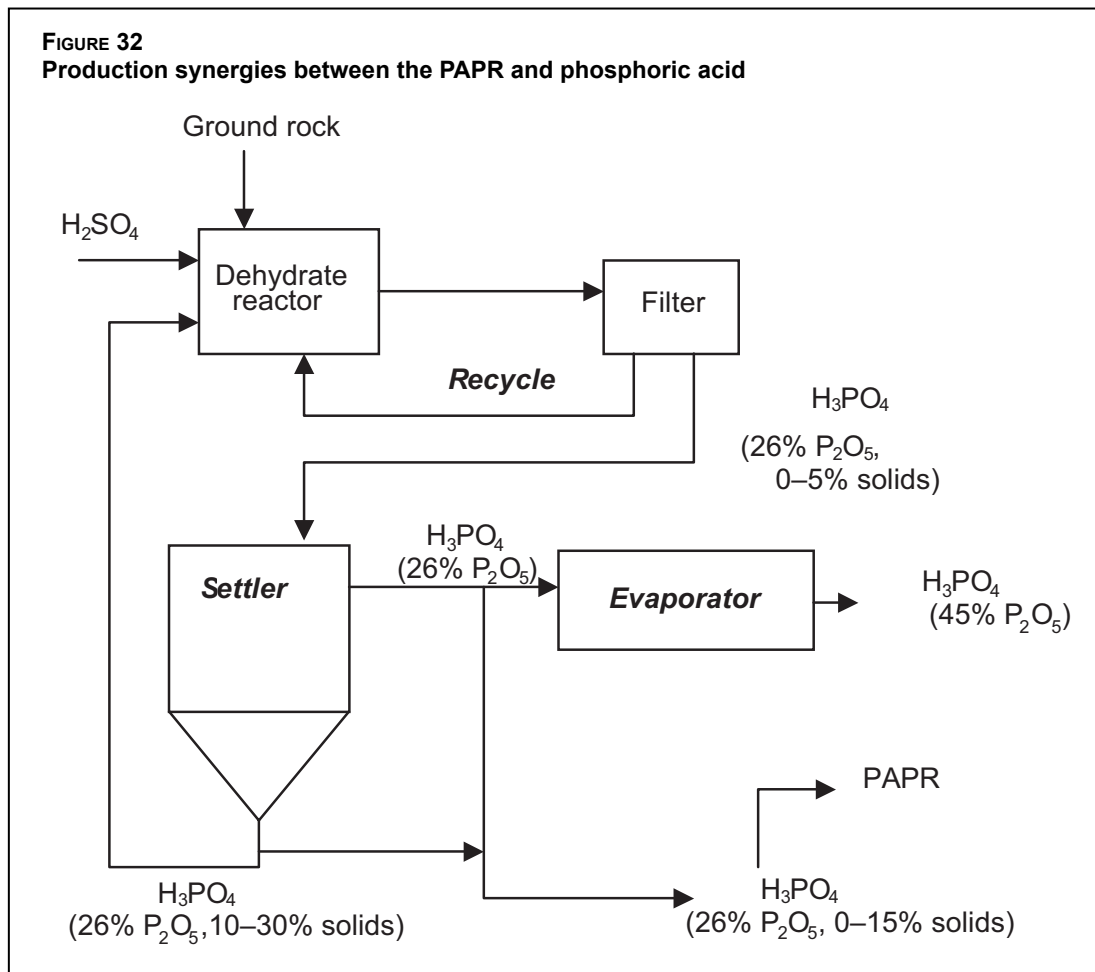 FIGURE 32
Production synergies between the PAPR and phosphoric acid
Ground rock
H₂SO₄
Dehydrate
reactor
Filter
Recycle
H₃PO₄
(26% P₂O₅,
0–5% solids)
Settler
H₃PO₄
(26% P₂O₅)
Evaporator
H₃PO₄
(45% P₂O₅)
PAPR
H₃PO₄
(26% P₂O₅,10–30% solids)
H₃PO₄
(26% P₂O₅, 0–15% solids)